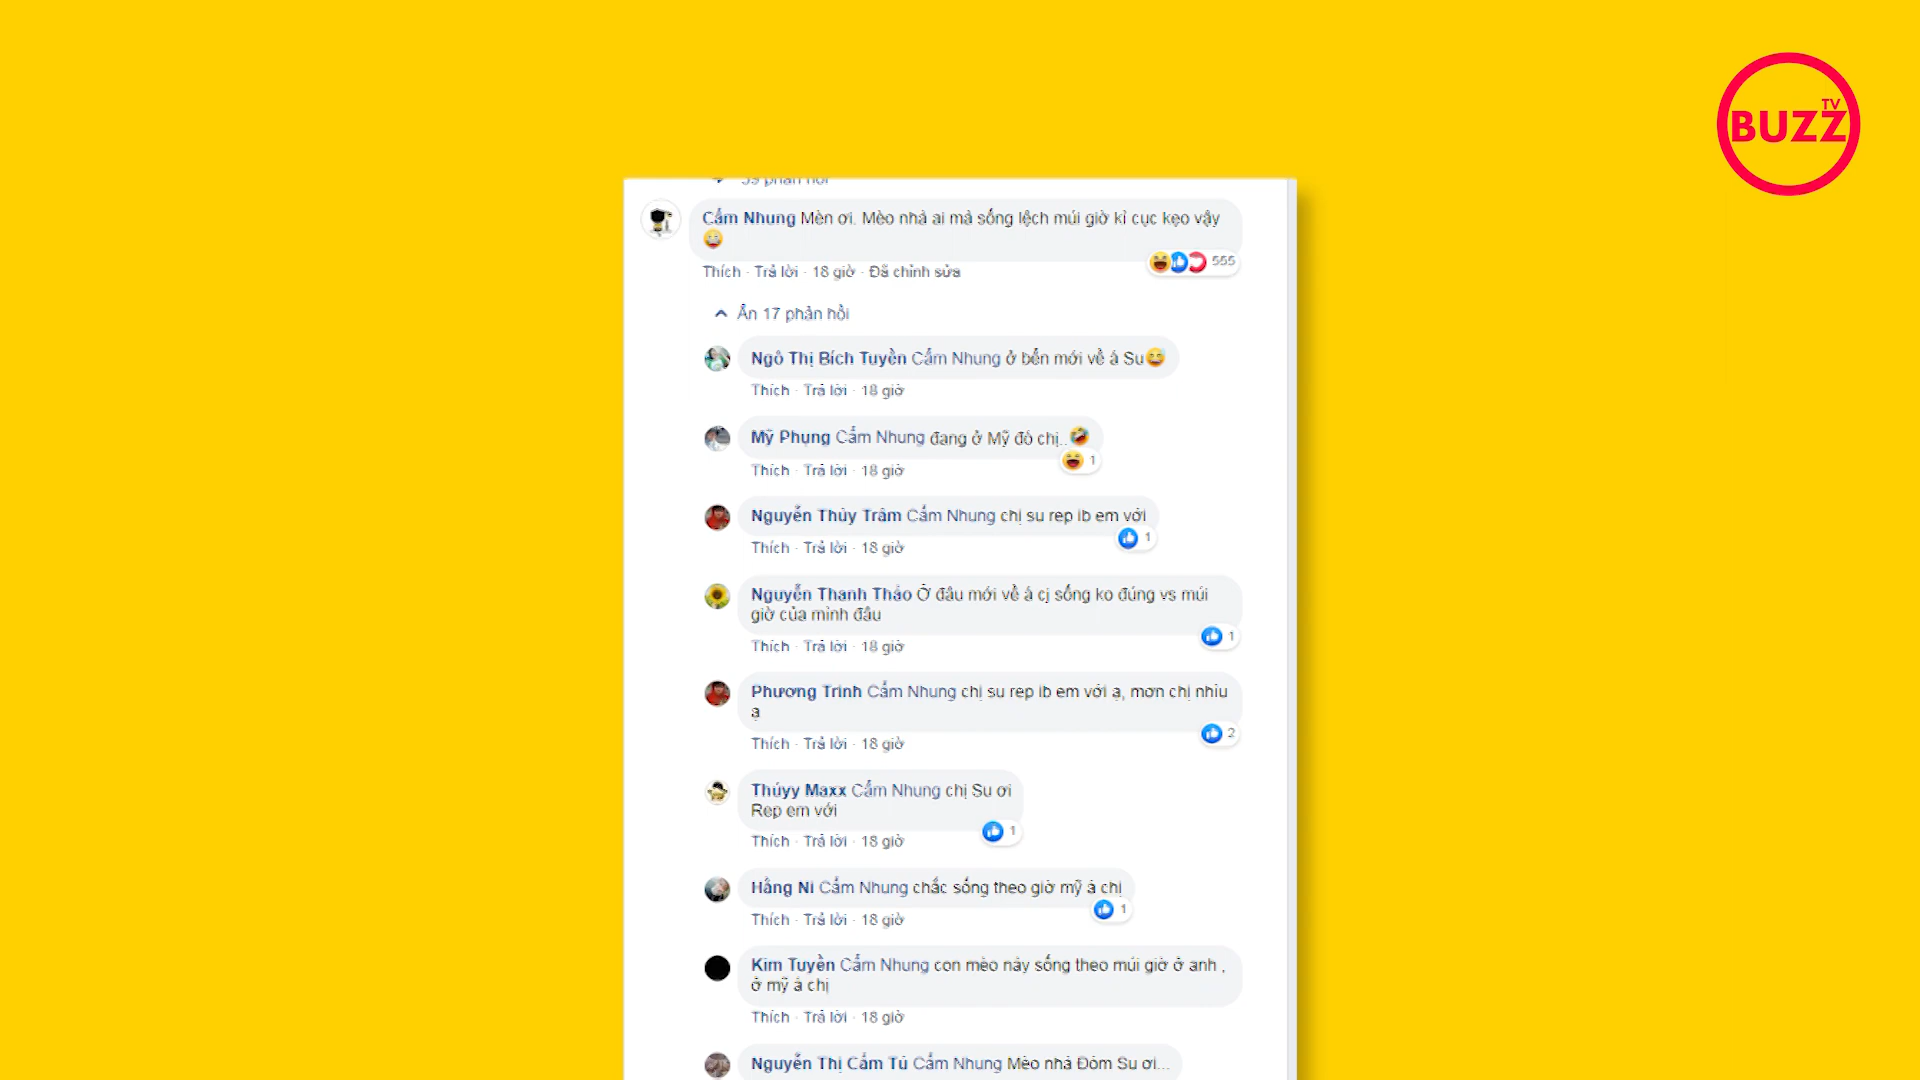 TV
BUZZ
39 phản hồi
Cẩm Nhung Mèn ơi. Mèo nhà ai mà sống lệch múi giờ kì cục kẹo vậy
555
Thích · Trả lời · 18 giờ · Đã chỉnh sửa
Ẩn 17 phản hồi
Ngô Thị Bích Tuyền Cẩm Nhung ở bển mới về á Su
Thích · Trả lời · 18 giờ
Mỹ Phụng Cẩm Nhung đang ở Mỹ đó chị..
1
Thích · Trả lời · 18 giờ
Nguyễn Thùy Trâm Cẩm Nhung chị su rep ib em với
1
Thích · Trả lời · 18 giờ
Nguyễn Thanh Thảo Ở đâu mới về á cj sống ko đúng vs múi
giờ của mình đâu
1
Thích · Trả lời · 18 giờ
Phương Trinh Cẩm Nhung chị su rep ib em với ạ, mơn chị nhìu
ạ
2
Thích · Trả lời · 18 giờ
Thúyy Maxx Cẩm Nhung chị Su ơi
Rep em với
1
Thích · Trả lời · 18 giờ
Hằng Ni Cẩm Nhung chắc sống theo giờ mỹ á chị
1
Thích · Trả lời · 18 giờ
Kim Tuyền Cẩm Nhung con mèo này sống theo múi giờ ở anh ,
ở mỹ á chị
Thích · Trả lời · 18 giờ
Nguyễn Thị Cẩm Tú Cẩm Nhung Mèo nhà Đòm Su ơi...